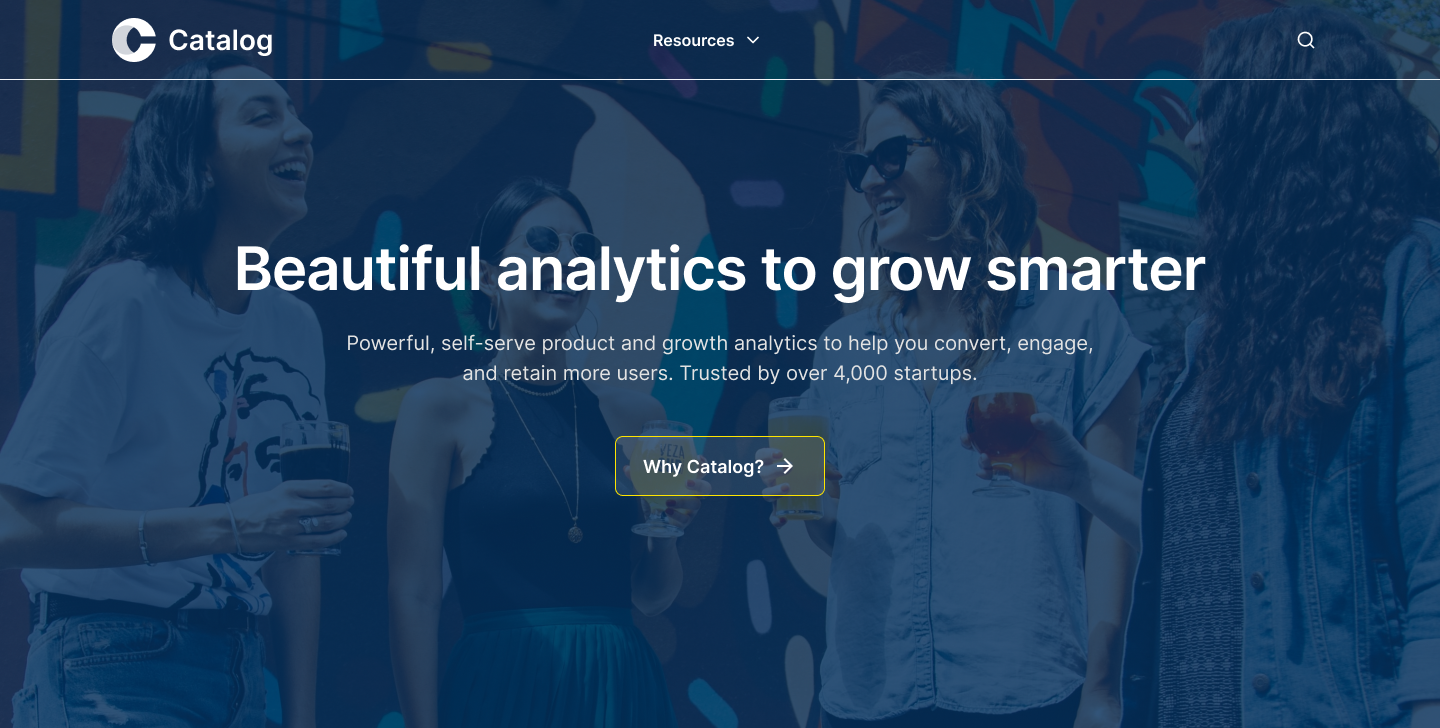 Catalog
Resources
Beautiful analytics to grow smarter
Powerful, self-serve product and growth analytics to help you convert, engage,
and retain more users. Trusted by over 4,000 startups.
Why Catalog?